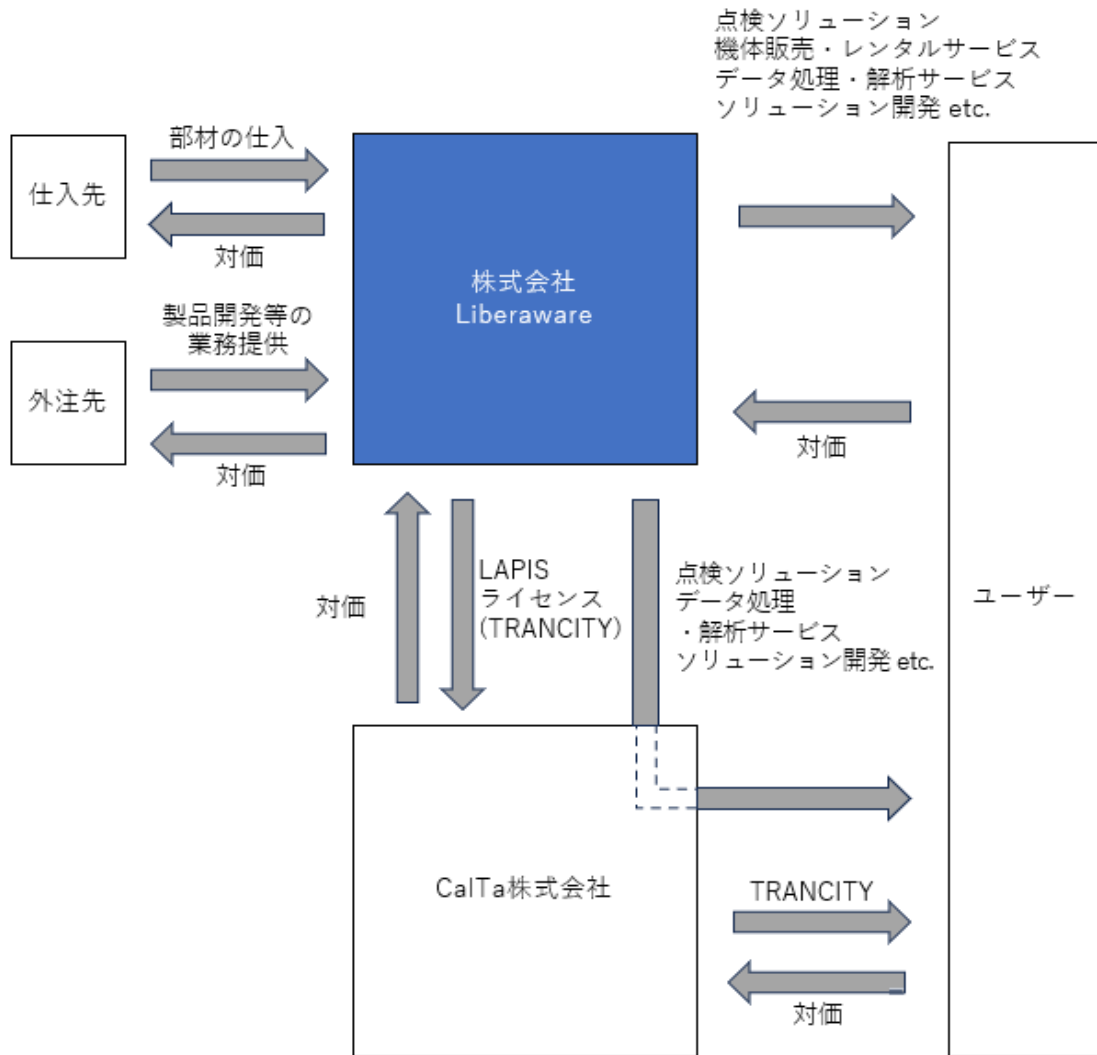 点検ソリューション
機体販売・レンタルサービス
データ処理・解析サービス
ソリューション開発 etc.
部材の仕入
仕入先
対価
株式会社
Liberaware
製品開発等の
業務提供
外注先
対価
対価
対価
LAPIS
ライセンス
(TRANCITY)
点検ソリューション
データ処理
・解析サービス
ソリューション開発 etc.
ユーザー
CalTa株式会社
TRANCITY
対価